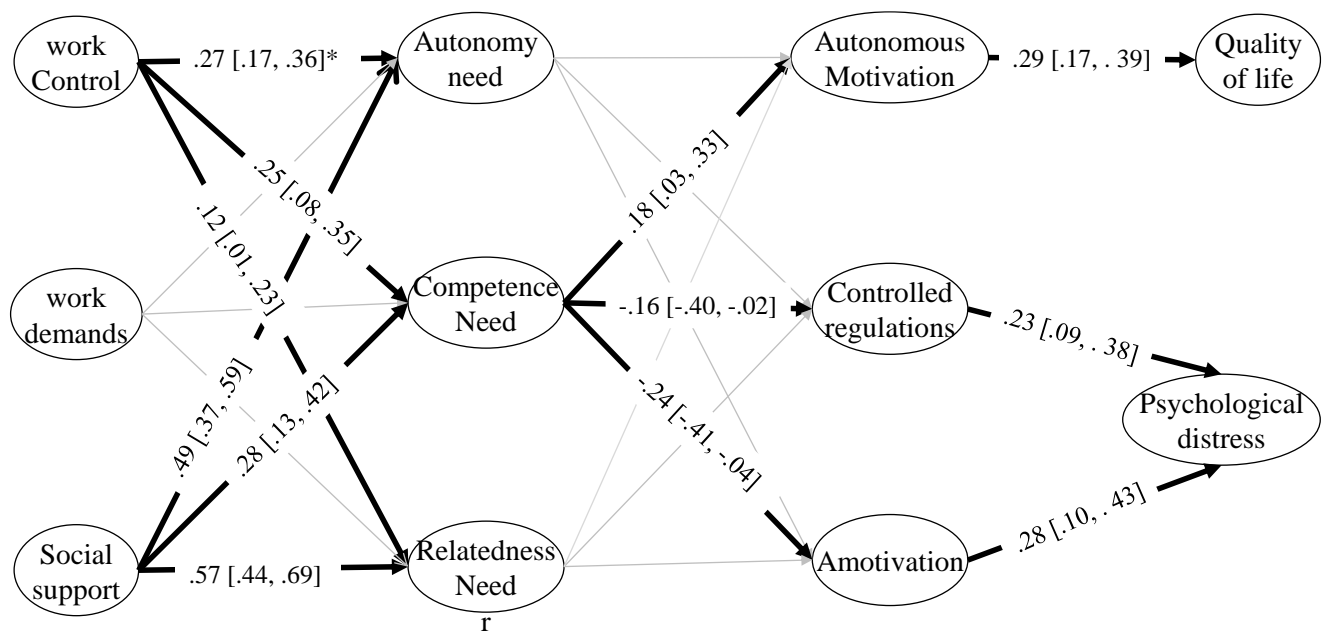 work
Control
.27 [.17, .36]*
Autonomy
need
Autonomous
Motivation
.29 [.17, . 39]
Quality
of life
.25 [.08, .35]
.12 [.01, .23]
.18 [.03, .33]
work
demands
Competence
Need
-.16 [-.40, -.02]
Controlled
regulations
.23 [.09, . 38]
.49 [.37, .59]
.28 [.13, .42]
-.24 [-.41, -.04]
Psychological
distress
Social
support
.57 [.44, .69]
Relatedness
Need
r
Amotivation
.28 [.10, . 43]